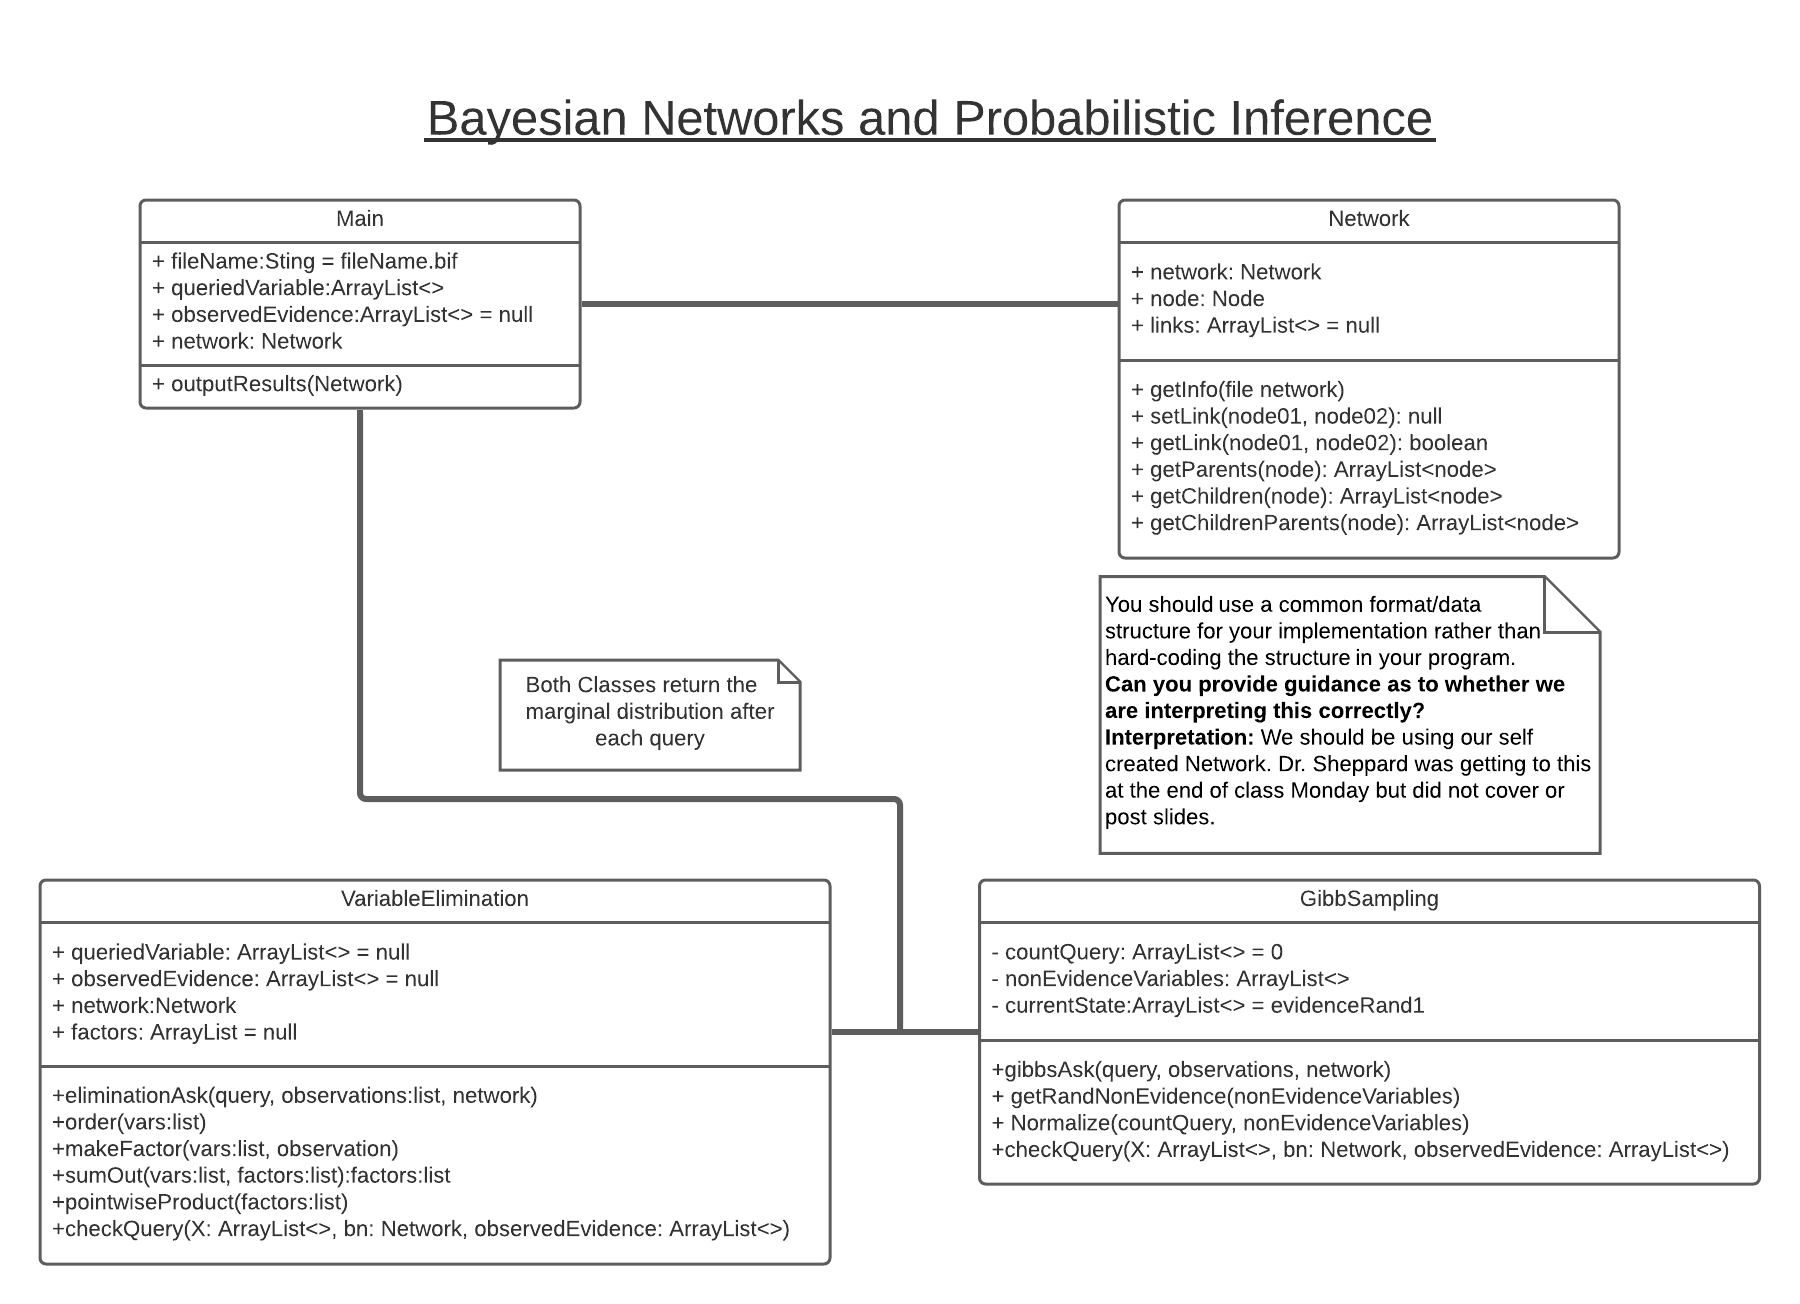 Bayesian Networks and Probabilistic Inference
Main
+ fileName:Sting = fileName.bif
+ queriedVariable:ArrayList<>
+ observedEvidence:ArrayList<> = null
+ network: Network
+ outputResults(Network)
Network
+ network: Network
+ node: Node
+ links: ArrayList<> = null
+ getInfo(file network)
+ setLink(node01, node02): null
+ getLink(node01, node02): boolean
+ getParents(node): ArrayList<node>
+ getChildren(node): ArrayList<node>
+ getChildrenParents(node): ArrayList<node>
You should use a common format/data
structure for your implementation rather than
hard-coding the structure in your program.
Can you provide guidance as to whether we
are interpreting this correctly?
Interpretation: We should be using our self
created Network. Dr. Sheppard was getting to this
at the end of class Monday but did not cover or
post slides.
Both Classes return the
marginal distribution after
each query
VariableElimination
+ queriedVariable: ArrayList<> = null
+ observedEvidence: ArrayList<> = null
+ network:Network
+ factors: ArrayList = null
+eliminationAsk(query, observations:list, network)
+order(vars:list)
+makeFactor(vars:list, observation)
+sumOut(vars:list, factors:list):factors:list
+pointwiseProduct(factors:list)
+checkQuery(X: ArrayList<>, bn: Network, observedEvidence: ArrayList<>)
GibbSampling
- countQuery: ArrayList<> = 0
- nonEvidenceVariables: ArrayList<>
- currentState:ArrayList<> = evidenceRand1
+gibbsAsk(query, observations, network)
+ getRandNonEvidence(nonEvidenceVariables)
+ Normalize(countQuery, nonEvidenceVariables)
+checkQuery(X: ArrayList<>, bn: Network, observedEvidence: ArrayList<>)